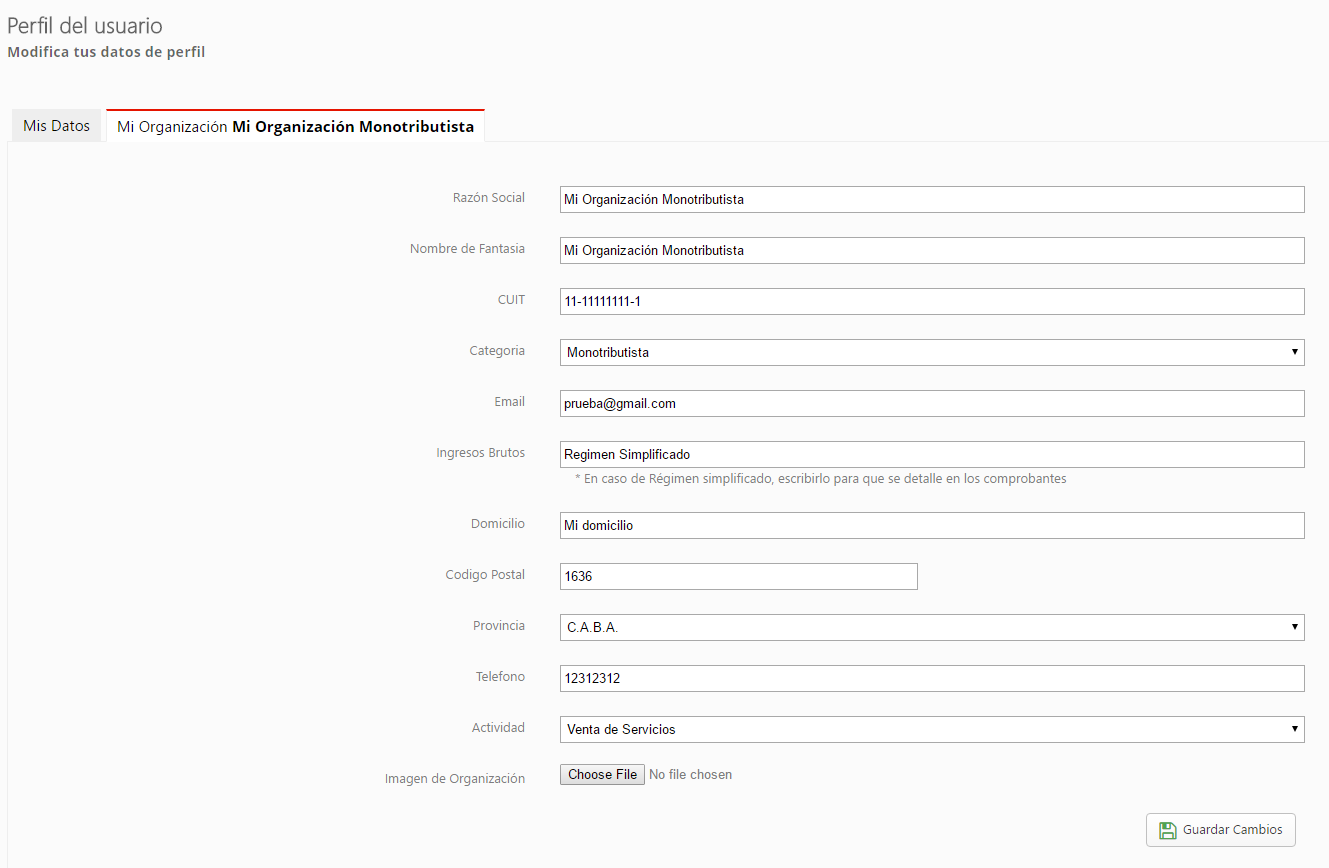 Perfil del usuario
Modifica tus datos de perfil
Mis Datos
Mi Organización Mi Organización Monotributista
Razón Social Mi Organización Monotributista
Nombre de Fantasia Mi Organización Monotributista
CUIT 11-11111111-1
Categoria Monotributista
Email prueba@gmail.com
Ingresos Brutos Regimen Simplificado
* En caso de Régimen simplificado, escribirlo para que se detalle en los comprobantes
Domicilio Mi domicilio
Codigo Postal 1636
Provincia C.A.B.A.
Telefono 12312312
Actividad Venta de Servicios
Imagen de Organización Choose File No file chosen
Guardar Cambios